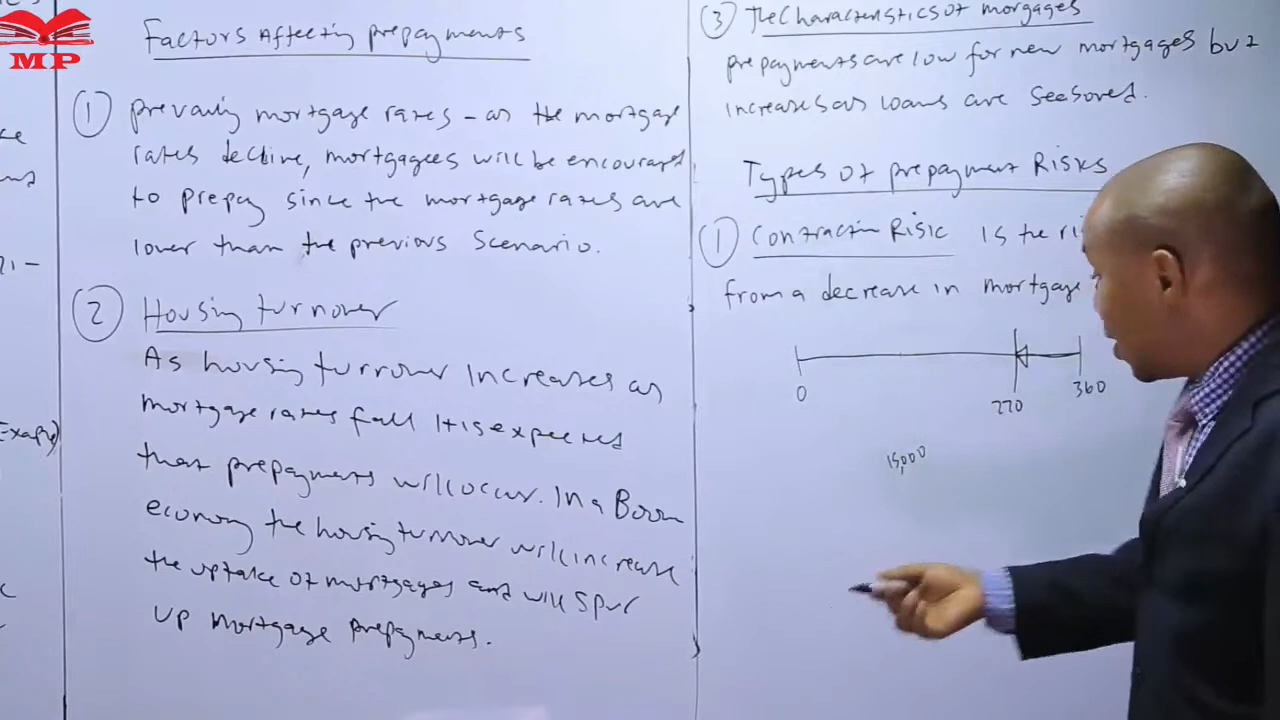 MP
Factors Affecting prepayments
① prevailing mortgage rates - as the mortgage
rates decline, mortgagees will be encouraged
to prepay since the mortgage rates are
lower than the previous scenario.
② Housing turnover
As housing turnover increases as
mortgage rates fall it is expected
that prepayments will occur. In a Boom
economy the housing turnover will increase
the uptake of mortgages and will spur
up mortgage prepayments.
③ The characteristics of morgages
prepayments are low for new mortgages but
increases as loans are seasoned.
Types of prepayment Risks
① Contraction Risk is the ri
from a decrease in mortgage
0 270 360
15,000